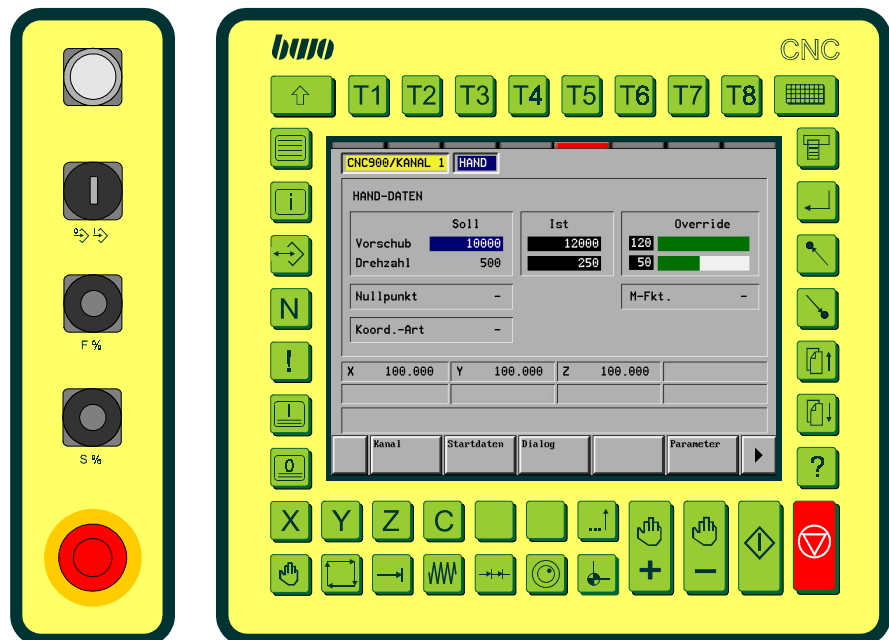 bwo
CNC
T1 T2 T3 T4 T5 T6 T7 T8
CNC900/KANAL 1 HAND
HAND-DATEN
Soll Ist Override
Vorschub 10000 12000 120
Drehzahl 500 250 50
Nullpunkt - M-Fkt. -
Koord.-Art -
X 100.000 Y 100.000 Z 100.000
Kanal Startdaten Dialog Parameter
i
N
!
I
0
?
X Y Z C ...
+ -
F %
S %